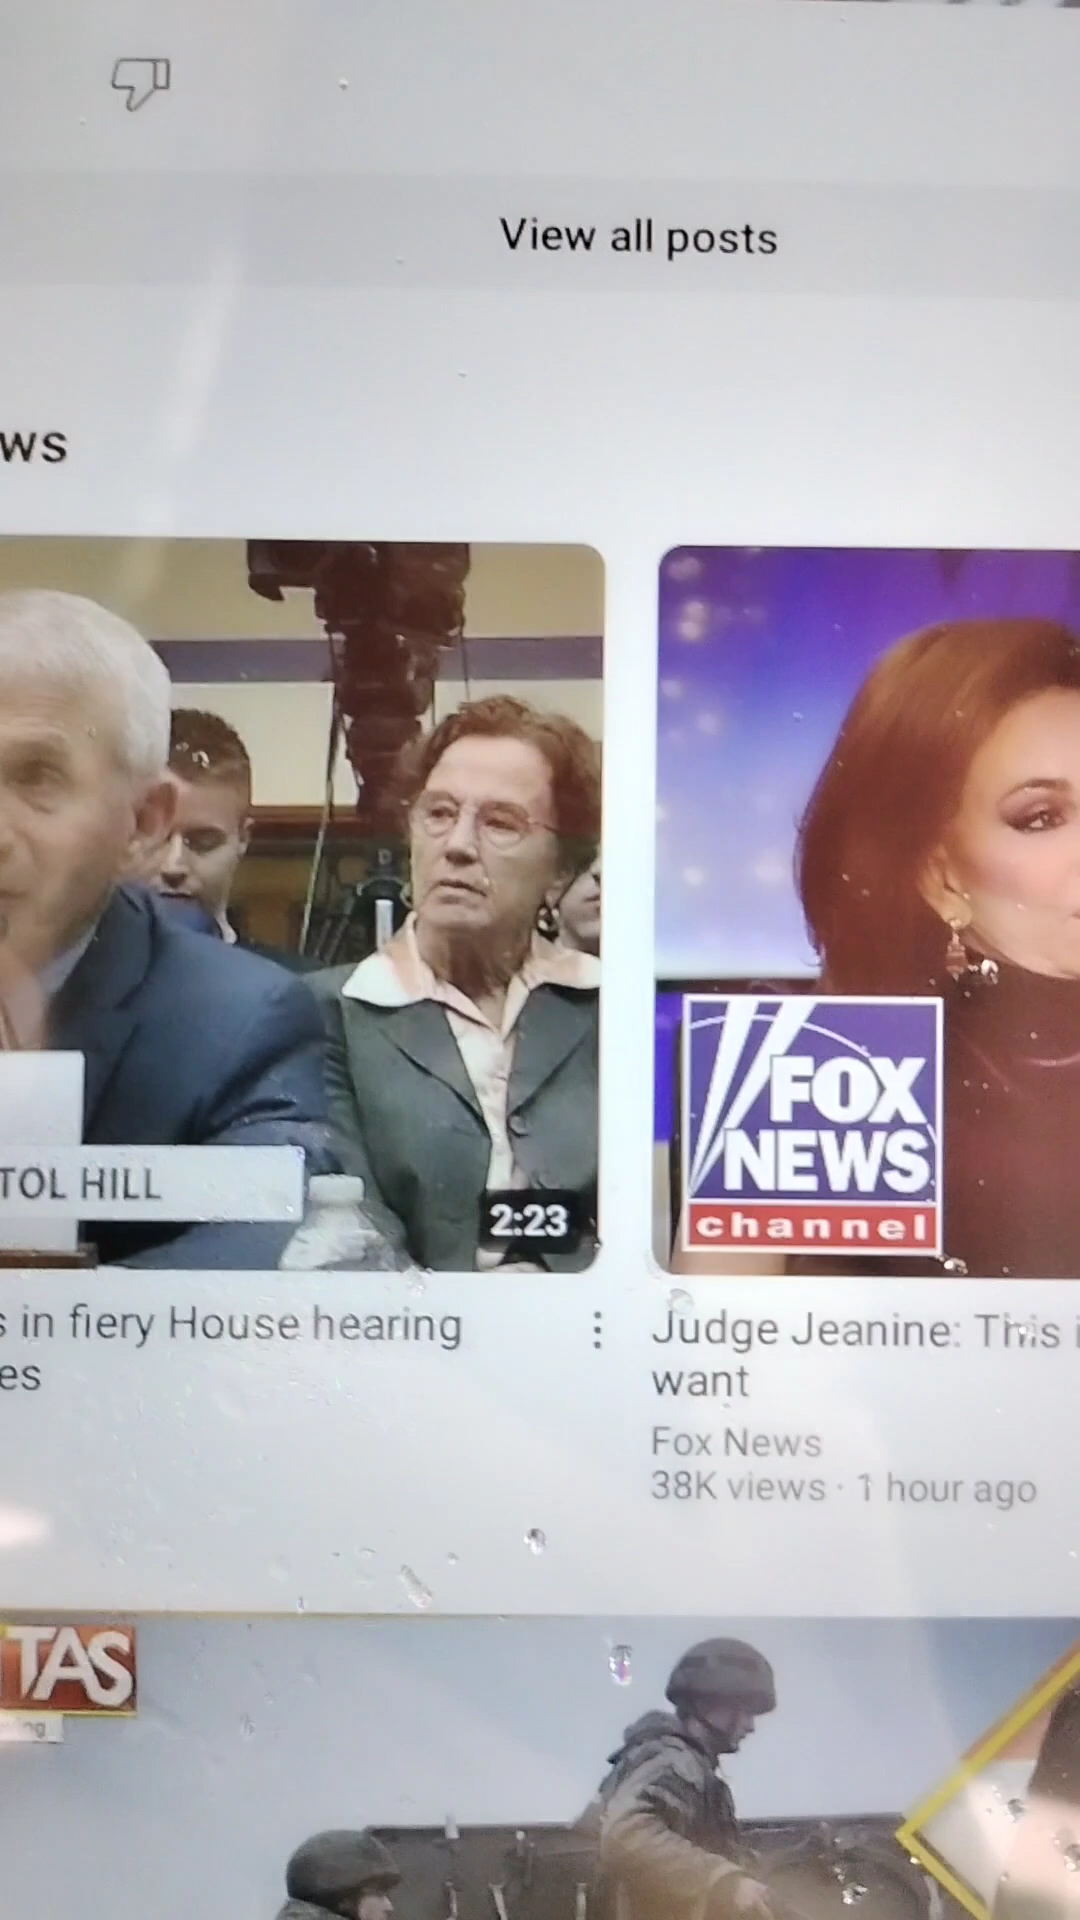 View all posts
ws
TOL HILL
2:23
FOX
NEWS
channel
s in fiery House hearing
es
Judge Jeanine: This i
want
Fox News
38K views · 1 hour ago
TAS